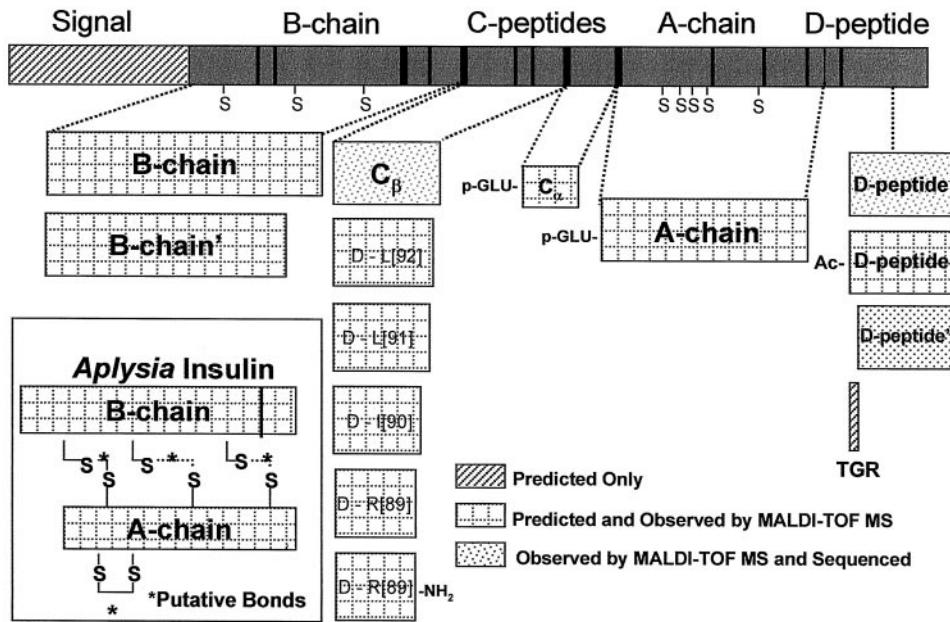 Signal B-chain C-peptides A-chain D-peptide
S S S S S S S S
B-chain
Cβ
p-GLU- Cα
p-GLU- A-chain
D-peptide
B-chain'
D - L[92]
Ac- D-peptide
D - L[91]
D-peptide'
Aplysia Insulin
B-chain
D - I[90]
S * S * S *
S S S
TGR
A-chain
D - R[89]
Predicted Only
Predicted and Observed by MALDI-TOF MS
Observed by MALDI-TOF MS and Sequenced
S S
*
*Putative Bonds
D - R[89] -NH2